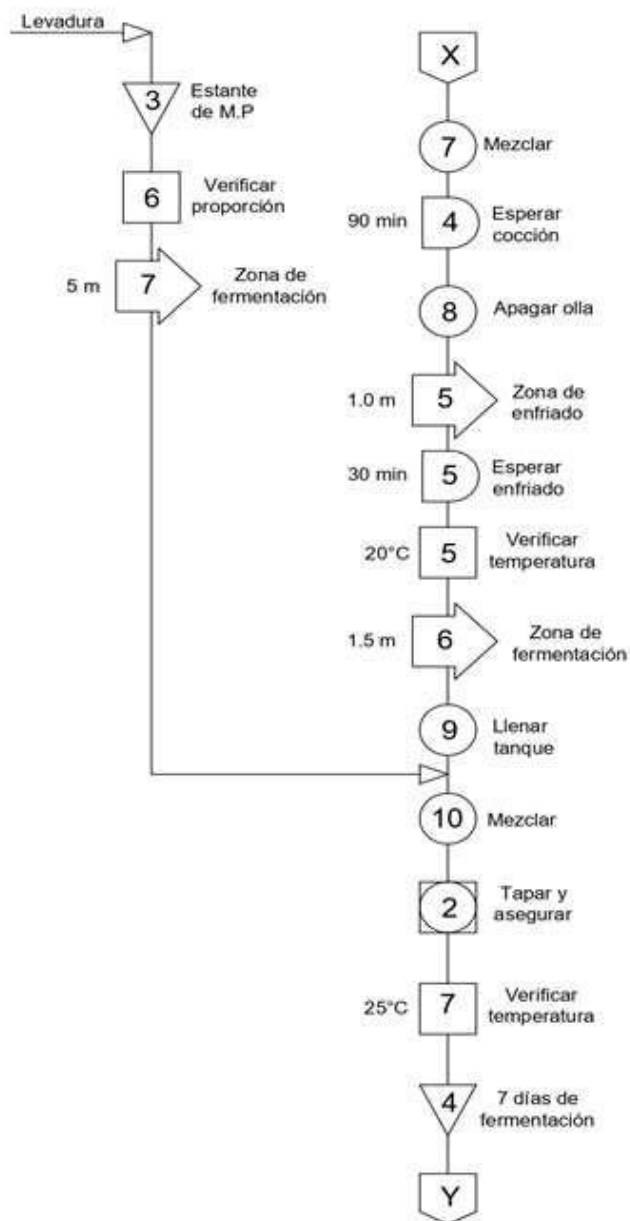 Levadura
3
Estante
de M.P
6
Verificar
proporción
5 m
7
Zona de
fermentación
X
7
Mezclar
90 min
4
Esperar
cocción
8
Apagar olla
1.0 m
5
Zona de
enfriado
30 min
5
Esperar
enfriado
20°C
5
Verificar
temperatura
1.5 m
6
Zona de
fermentación
9
Llenar
tanque
10
Mezclar
2
Tapar y
asegurar
25°C
7
Verificar
temperatura
4
7 días de
fermentación
Y